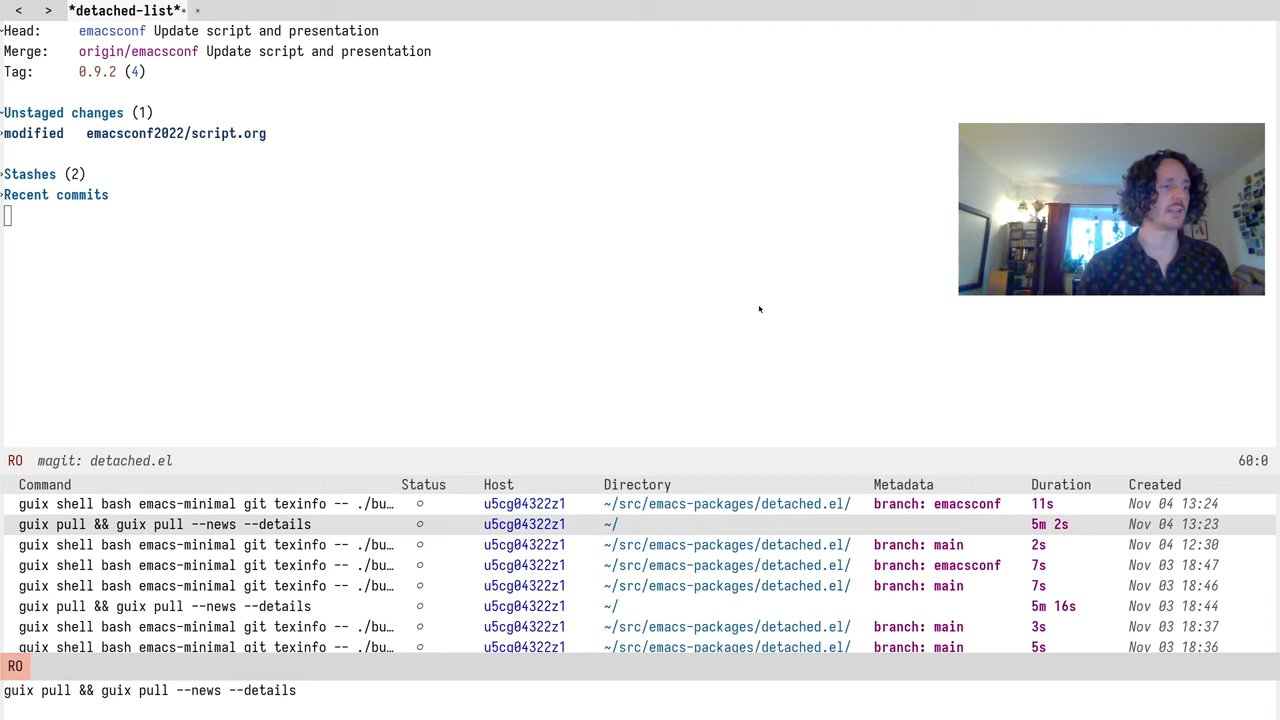 < > *detached-list*
Head: emacsconf Update script and presentation
Merge: origin/emacsconf Update script and presentation
Tag: 0.9.2 (4)
Unstaged changes (1)
modified emacsconf2022/script.org
Stashes (2)
Recent commits
RO magit: detached.el 60:0
Command Status Host Directory Metadata Duration Created
guix shell bash emacs-minimal git texinfo -- ./bu… ○ u5cg04322z1 ~/src/emacs-packages/detached.el/ branch: emacsconf 11s Nov 04 13:24
guix pull && guix pull --news --details ○ u5cg04322z1 ~/ 5m 2s Nov 04 13:23
guix shell bash emacs-minimal git texinfo -- ./bu… ○ u5cg04322z1 ~/src/emacs-packages/detached.el/ branch: main 2s Nov 04 12:30
guix shell bash emacs-minimal git texinfo -- ./bu… ○ u5cg04322z1 ~/src/emacs-packages/detached.el/ branch: emacsconf 7s Nov 03 18:47
guix shell bash emacs-minimal git texinfo -- ./bu… ○ u5cg04322z1 ~/src/emacs-packages/detached.el/ branch: main 7s Nov 03 18:46
guix pull && guix pull --news --details ○ u5cg04322z1 ~/ 5m 16s Nov 03 18:44
guix shell bash emacs-minimal git texinfo -- ./bu… ○ u5cg04322z1 ~/src/emacs-packages/detached.el/ branch: main 3s Nov 03 18:37
guix shell bash emacs-minimal git texinfo -- ./bu… ○ u5cg04322z1 ~/src/emacs-packages/detached.el/ branch: main 5s Nov 03 18:36
RO
guix pull && guix pull --news --details